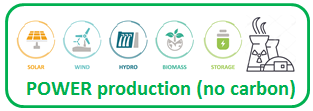 SOLAR WIND HYDRO BIOMASS STORAGE
POWER production (no carbon)